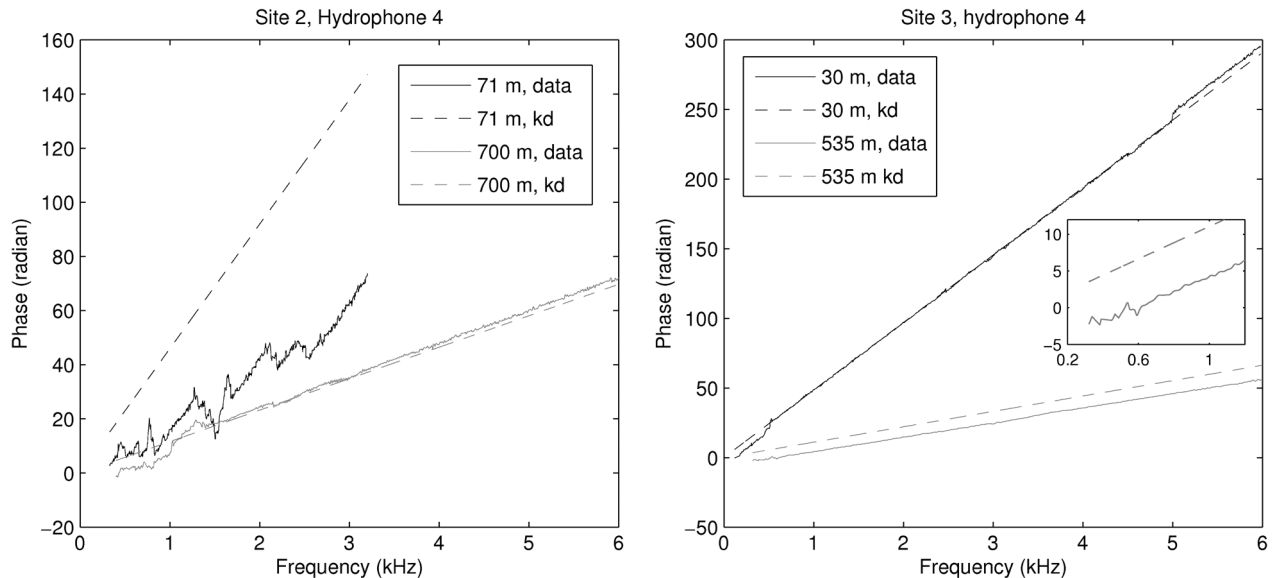 Site 2, Hydrophone 4
160
140
120
100
80
60
40
20
0
−20
Phase (radian)
71 m, data
71 m, kd
700 m, data
700 m, kd
0 1 2 3 4 5 6
Frequency (kHz)
Site 3, hydrophone 4
300
250
200
150
100
50
0
−50
Phase (radian)
30 m, data
30 m, kd
535 m, data
535 m kd
10
5
0
−5
0.2 0.6 1
0 1 2 3 4 5 6
Frequency (kHz)